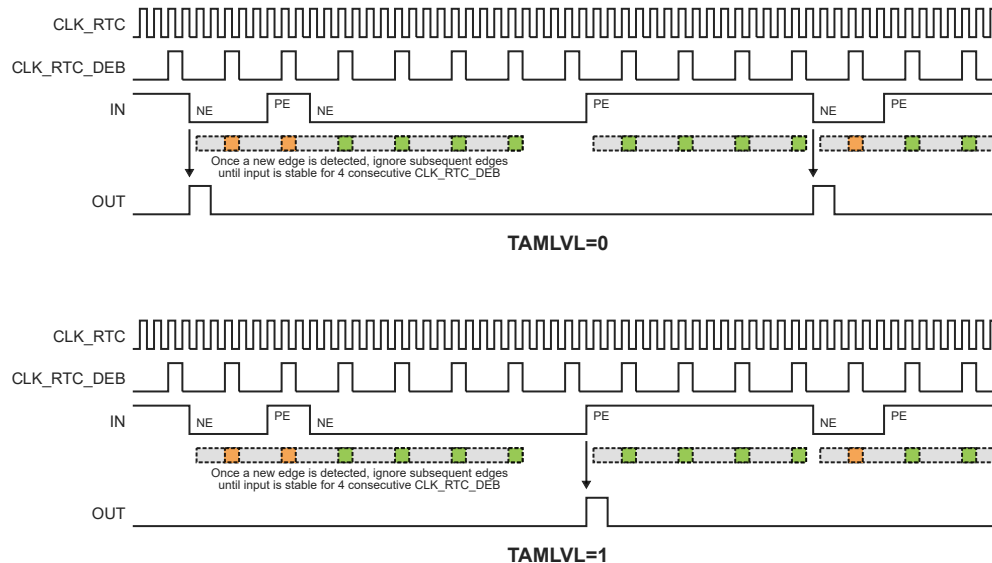 CLK_RTC
CLK_RTC_DEB
IN
NE
PE
NE
PE
NE
PE
Once a new edge is detected, ignore subsequent edges
until input is stable for 4 consecutive CLK_RTC_DEB
OUT
TAMLVL=0
CLK_RTC
CLK_RTC_DEB
IN
NE
PE
NE
PE
NE
PE
Once a new edge is detected, ignore subsequent edges
until input is stable for 4 consecutive CLK_RTC_DEB
OUT
TAMLVL=1